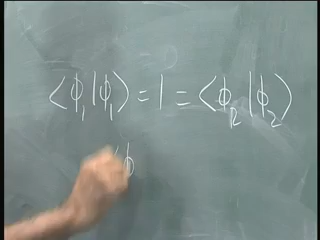 <ϕ₁|ϕ₁> = 1 = <ϕ₂|ϕ₂>
<ϕ